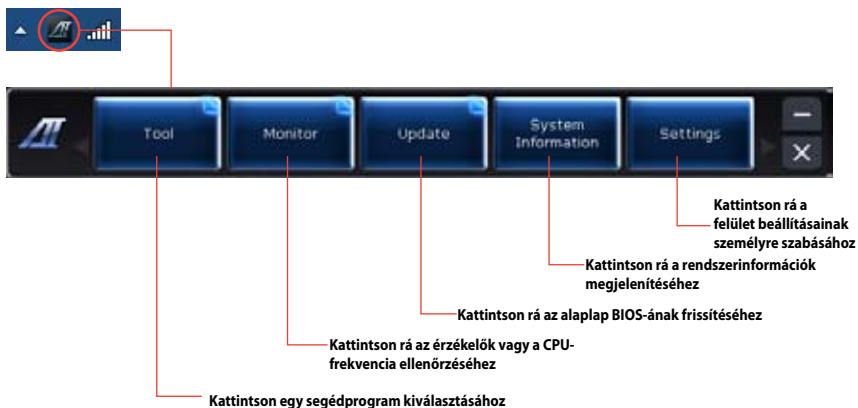 Tool
Monitor
Update
System
Information
Settings
Kattintson rá a
felület beállításainak
személyre szabásához
Kattintson rá a rendszerinformációk
megjelenítéséhez
Kattintson rá az alaplap BIOS-ának frissítéséhez
Kattintson rá az érzékelők vagy a CPU-
frekvencia ellenőrzéséhez
Kattintson egy segédprogram kiválasztásához